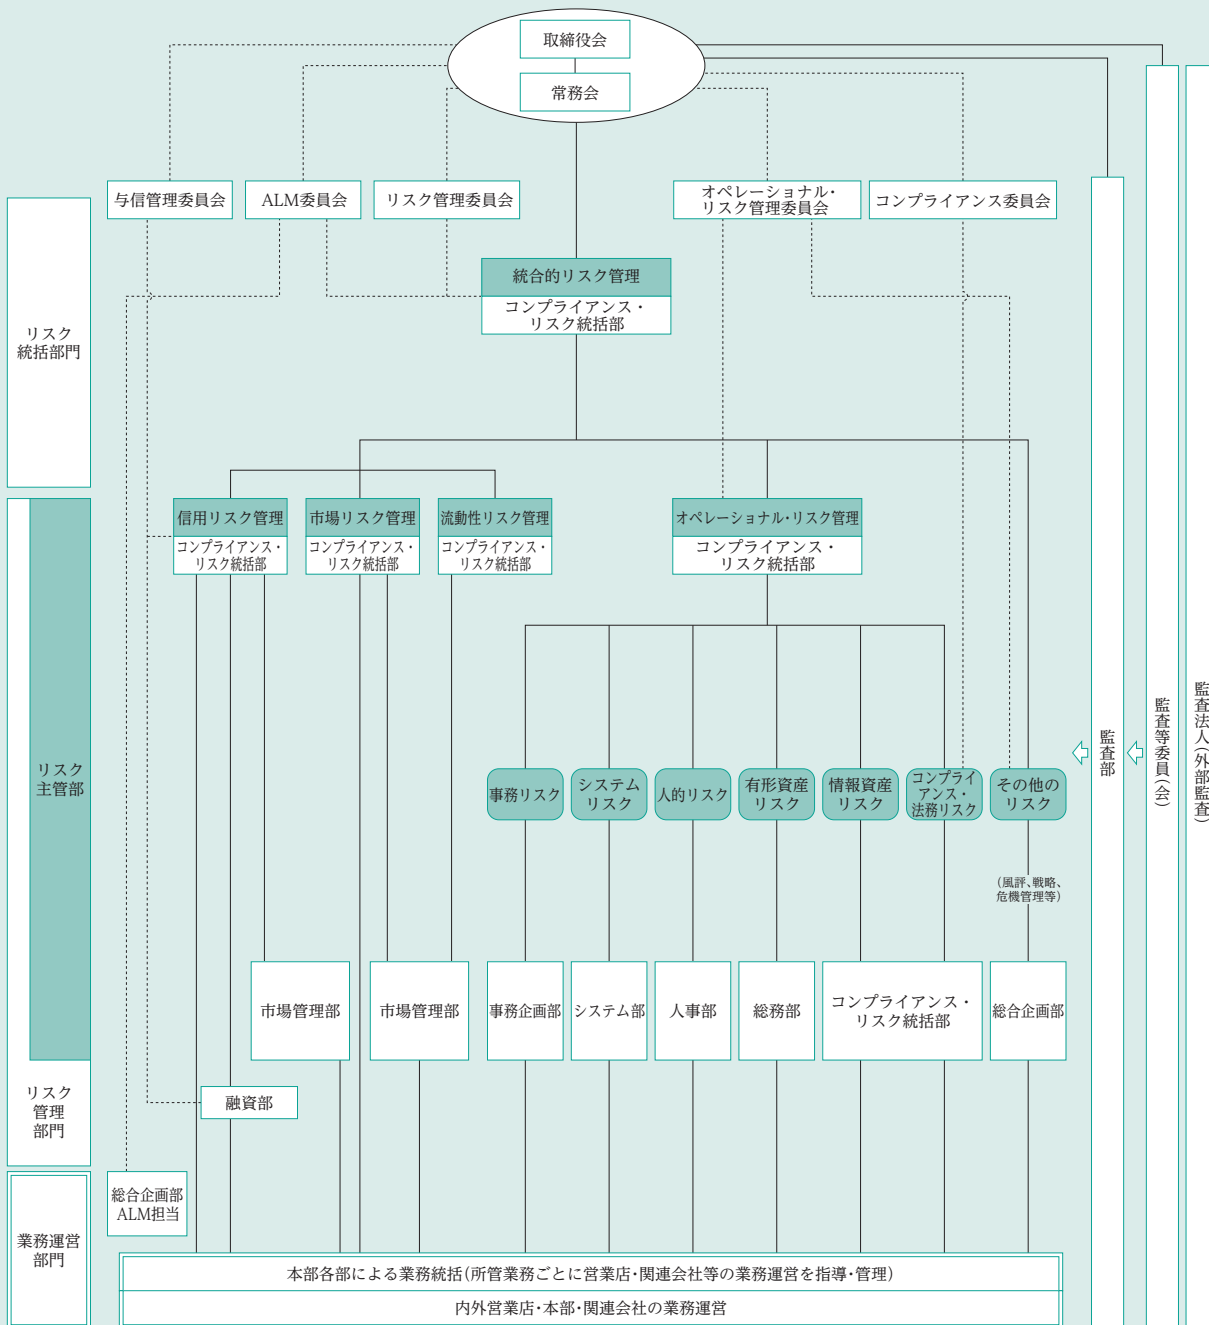 取締役会
常務会
与信管理委員会
ALM委員会
リスク管理委員会
オペレーショナル・
リスク管理委員会
コンプライアンス委員会
統合的リスク管理
コンプライアンス・
リスク統括部
リスク
統括部門
信用リスク管理
コンプライアンス・
リスク統括部
市場リスク管理
コンプライアンス・
リスク統括部
流動性リスク管理
コンプライアンス・
リスク統括部
オペレーショナル・リスク管理
コンプライアンス・
リスク統括部
リスク
主管部
事務リスク
システム
リスク
人的リスク
有形資産
リスク
情報資産
リスク
コンプライ
アンス・
法務リスク
その他の
リスク
(風評、戦略、
危機管理等)
監査部
監査等委員(会)
監査法人(外部監査)
市場管理部
市場管理部
事務企画部
システム部
人事部
総務部
コンプライアンス・
リスク統括部
総合企画部
リスク
管理
部門
融資部
総合企画部
ALM担当
業務運営
部門
本部各部による業務統括(所管業務ごとに営業店・関連会社等の業務運営を指導・管理)
内外営業店・本部・関連会社の業務運営